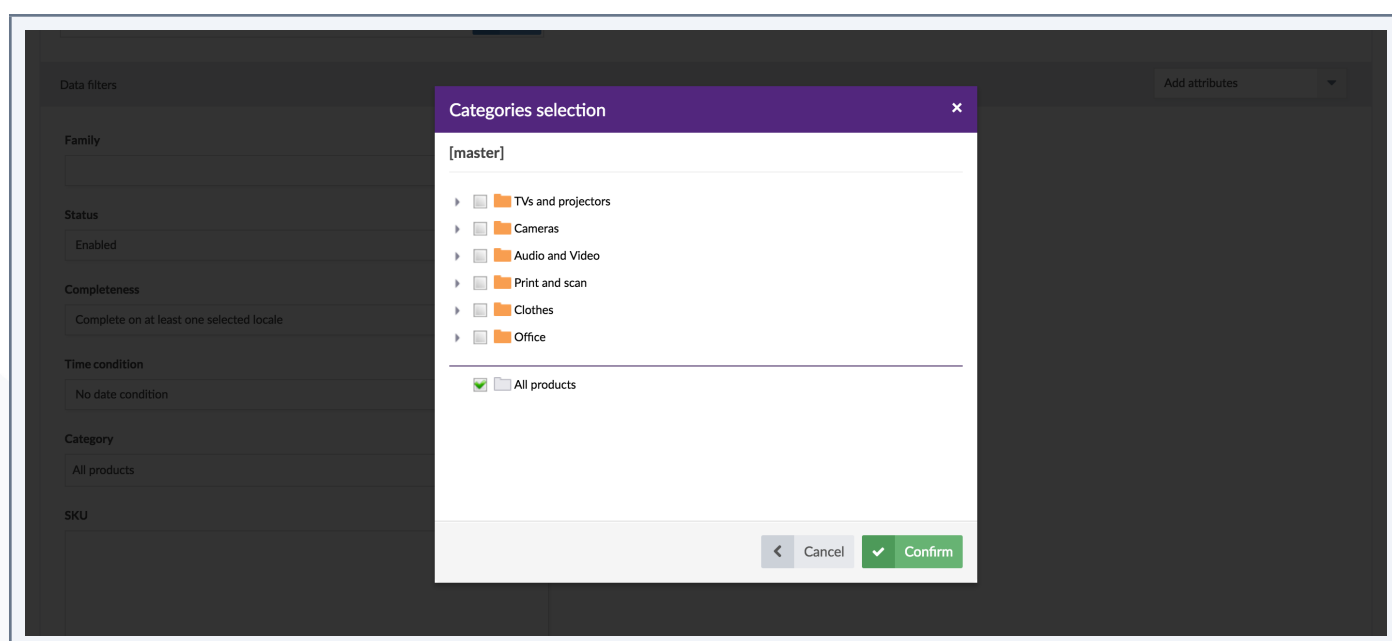 Data filters
Add attributes
Categories selection
Family
[master]
TVs and projectors
Status
Cameras
Enabled
Audio and Video
Completeness
Print and scan
Complete on at least one selected locale
Clothes
Office
Time condition
All products
No date condition
Category
All products
SKU
Cancel
Confirm